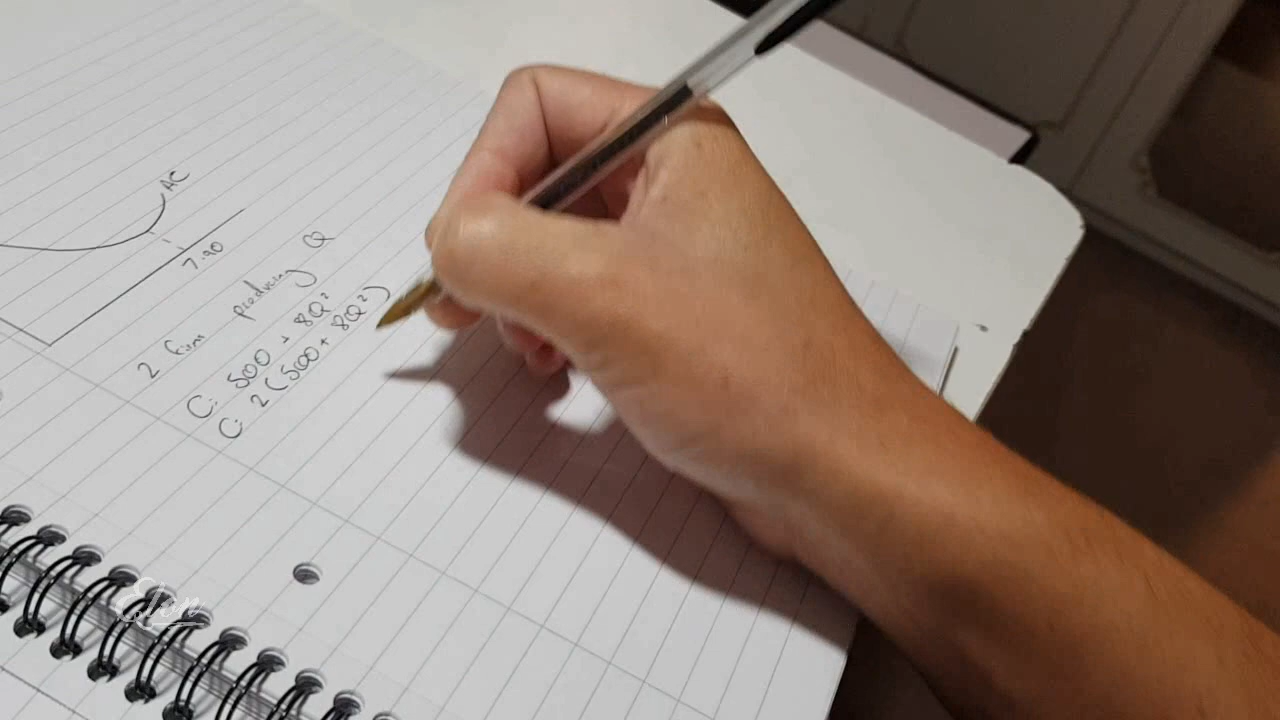 AC
7.90
2 firm producing Q
C: 500 + 8Q²
C: 2(500 + 8Q²)